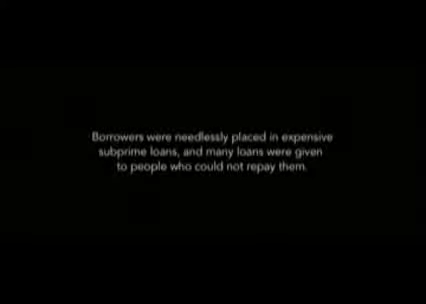 Borrowers were needlessly placed in expensive
subprime loans, and many loans were given
to people who could not repay them.